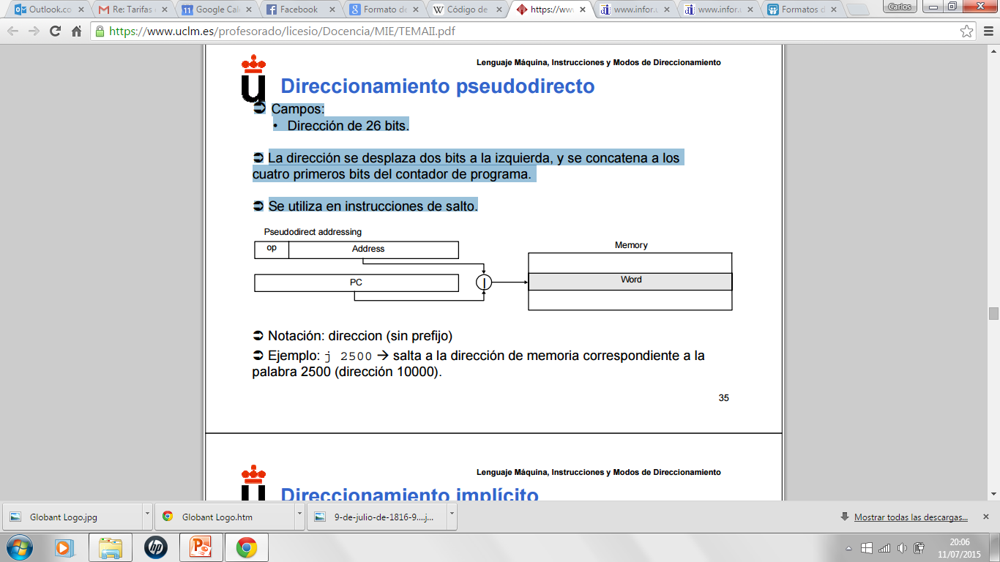 Outlook.co
Re: Tarifas
Google Cal
Facebook
Formato de
Código de
https://ww
www.infor.u
www.infor.u
Formatos d
Carlos
https://www.uclm.es/profesorado/licesio/Docencia/MIE/TEMAII.pdf
Lenguaje Máquina, Instrucciones y Modos de Direccionamiento
Direccionamiento pseudodirecto
Campos:
• Dirección de 26 bits.
La dirección se desplaza dos bits a la izquierda, y se concatena a los
cuatro primeros bits del contador de programa.
Se utiliza en instrucciones de salto.
Pseudodirect addressing
op
Address
Memory
PC
Word
Notación: direccion (sin prefijo)
Ejemplo: j 2500 → salta a la dirección de memoria correspondiente a la
palabra 2500 (dirección 10000).
35
Lenguaje Máquina, Instrucciones y Modos de Direccionamiento
Direccionamiento implícito
Globant Logo.jpg
Globant Logo.htm
9-de-julio-de-1816-9....j...
Mostrar todas las descargas...
20:06
11/07/2015